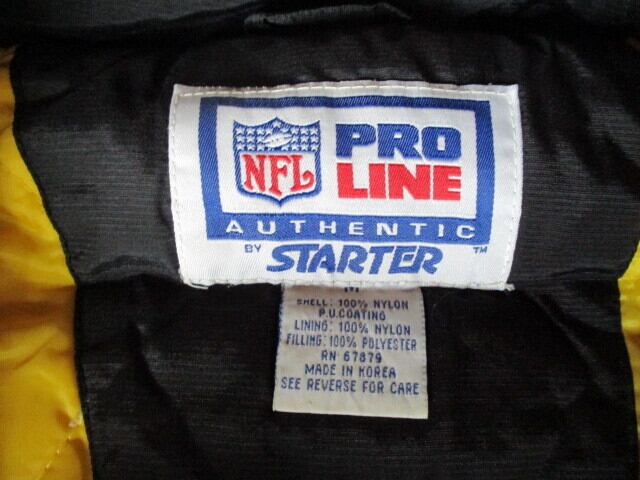 NFL
PRO
LINE
AUTHENTIC
BY STARTER TM
M
SHELL: 100% NYLON
P.U.COATING
LINING: 100% NYLON
FILLING: 100% POLYESTER
RN 67879
MADE IN KOREA
SEE REVERSE FOR CARE